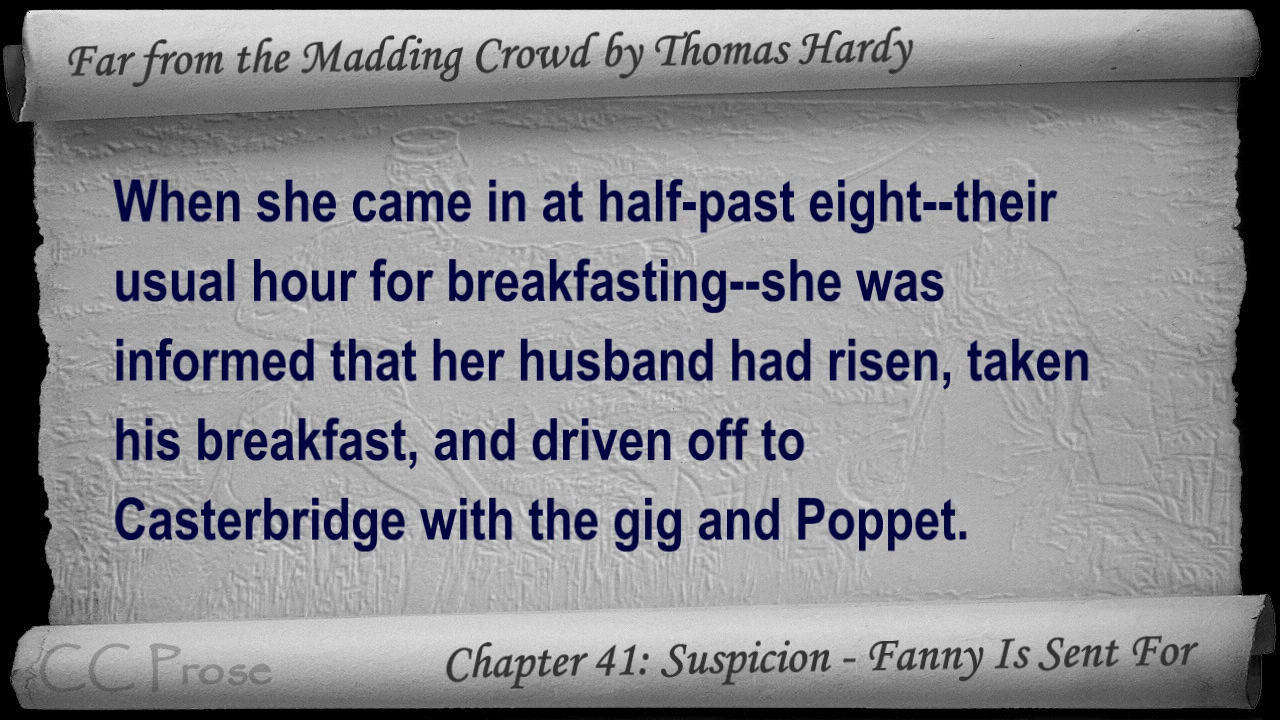 Far from the Madding Crowd by Thomas Hardy
When she came in at half-past eight--their
usual hour for breakfasting--she was
informed that her husband had risen, taken
his breakfast, and driven off to
Casterbridge with the gig and Poppet.
CC Prose
Chapter 41: Suspicion - Fanny Is Sent For